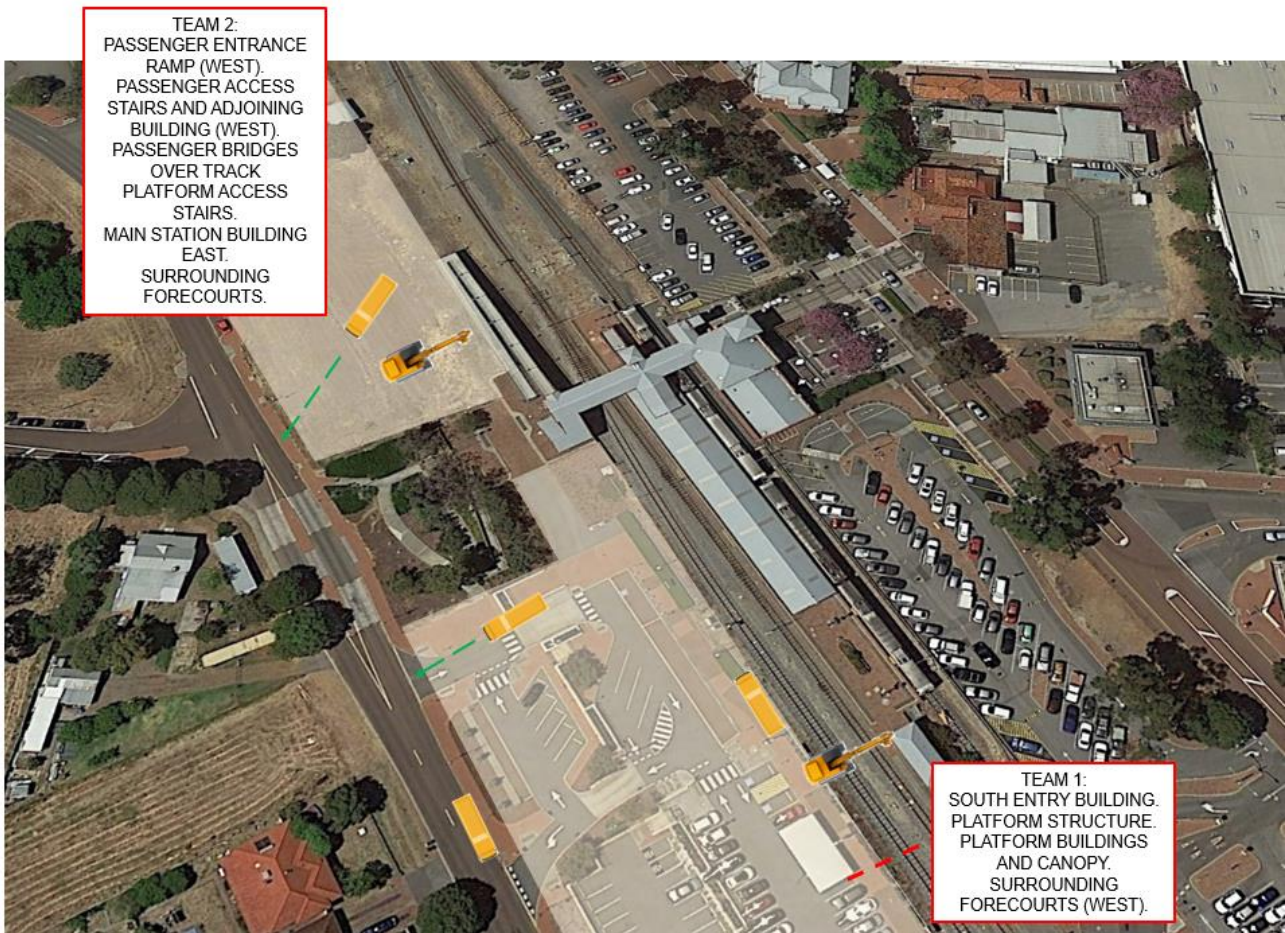 TEAM 2:
PASSENGER ENTRANCE
RAMP (WEST).
PASSENGER ACCESS
STAIRS AND ADJOINING
BUILDING (WEST).
PASSENGER BRIDGES
OVER TRACK
PLATFORM ACCESS
STAIRS.
MAIN STATION BUILDING
EAST.
SURROUNDING
FORECOURTS.
TEAM 1:
SOUTH ENTRY BUILDING.
PLATFORM STRUCTURE.
PLATFORM BUILDINGS
AND CANOPY.
SURROUNDING
FORECOURTS (WEST).